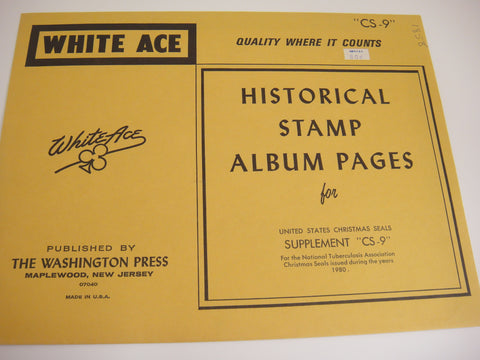 "CS-9"
WHITE ACE
QUALITY WHERE IT COUNTS
HISTORICAL
STAMP
ALBUM PAGES
for
UNITED STATES CHRISTMAS SEALS
SUPPLEMENT "CS-9"
For the National Tuberculosis Association
Christmas Seals issued during the years
1980.
White Ace
PUBLISHED BY
THE WASHINGTON PRESS
MAPLEWOOD, NEW JERSEY
07040
MADE IN U.S.A.